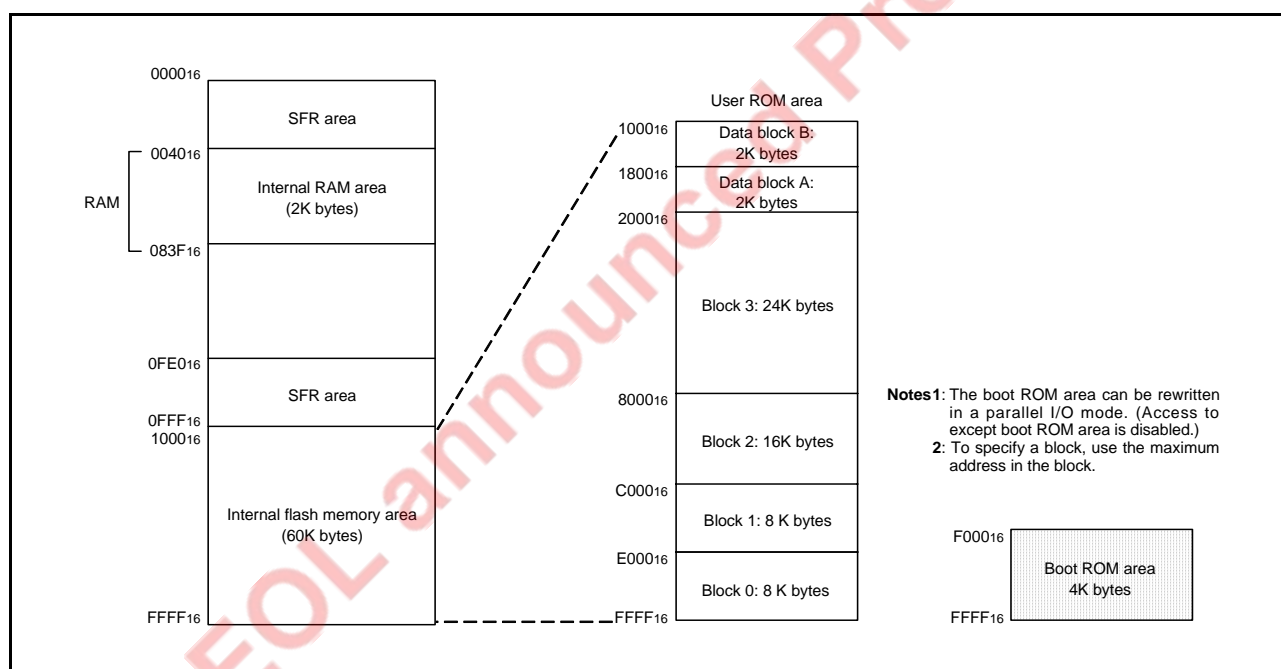 EOL announced Pro
000016
SFR area
004016
RAM
Internal RAM area
(2K bytes)
083F16
0FE016
SFR area
0FFF16
100016
Internal flash memory area
(60K bytes)
FFFF16
User ROM area
100016
Data block B:
2K bytes
180016
Data block A:
2K bytes
200016
Block 3: 24K bytes
800016
Block 2: 16K bytes
C00016
Block 1: 8 K bytes
E00016
Block 0: 8 K bytes
FFFF16
Notes1: The boot ROM area can be rewritten
in a parallel I/O mode. (Access to
except boot ROM area is disabled.)
2: To specify a block, use the maximum
address in the block.
F00016
Boot ROM area
4K bytes
FFFF16